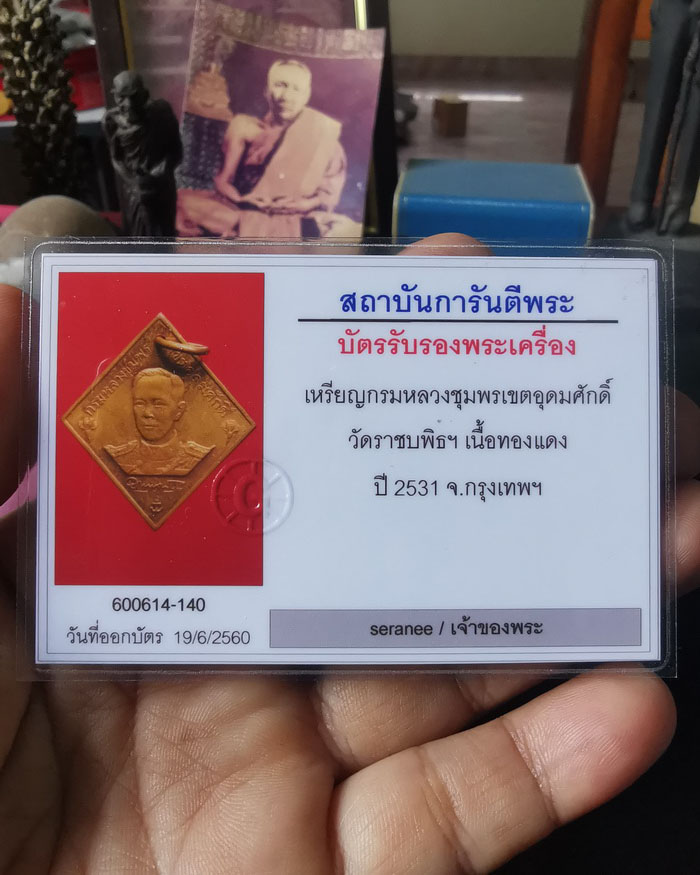 สถาบันการันตีพระ
บัตรรับรองพระเครื่อง
เหรียญกรมหลวงชุมพรเขตอุดมศักดิ์
วัดราชบพิธฯ เนื้อทองแดง
ปี 2531 จ.กรุงเทพฯ
600614-140
วันที่ออกบัตร 19/6/2560
seranee / เจ้าของพระ